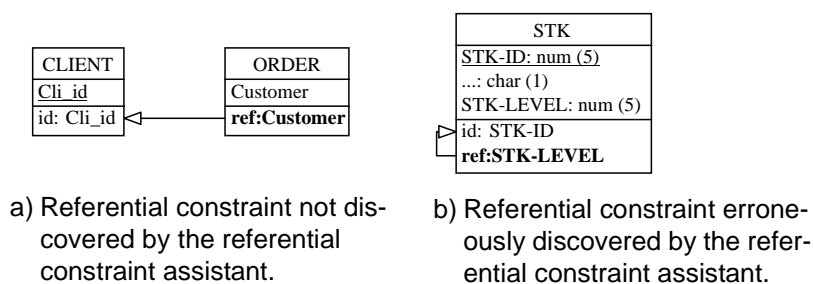 CLIENT
Cli_id
id: Cli_id
ORDER
Customer
ref:Customer
STK
STK-ID: num (5)
...: char (1)
STK-LEVEL: num (5)
id: STK-ID
ref:STK-LEVEL
a) Referential constraint not dis-
covered by the referential
constraint assistant.
b) Referential constraint errone-
ously discovered by the refer-
ential constraint assistant.